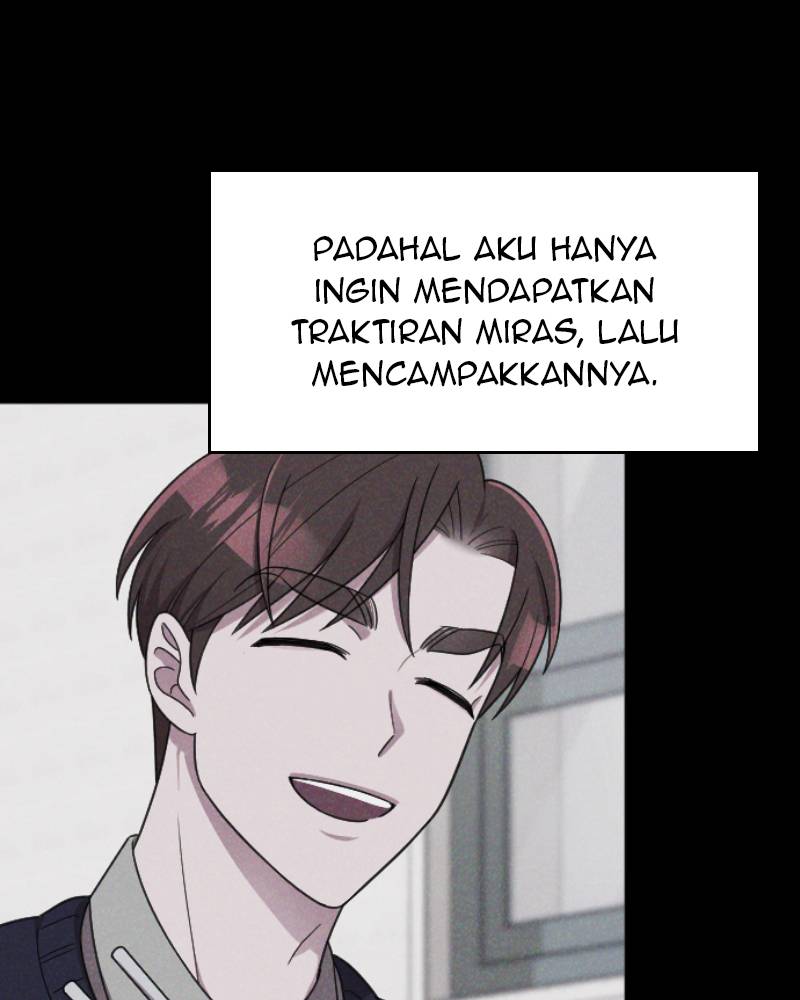 PADAHAL AKU HANYA
INGIN MENDAPATKAN
TRAKTIRAN MIRAS, LALU
MENCAMPAKKANNYA.